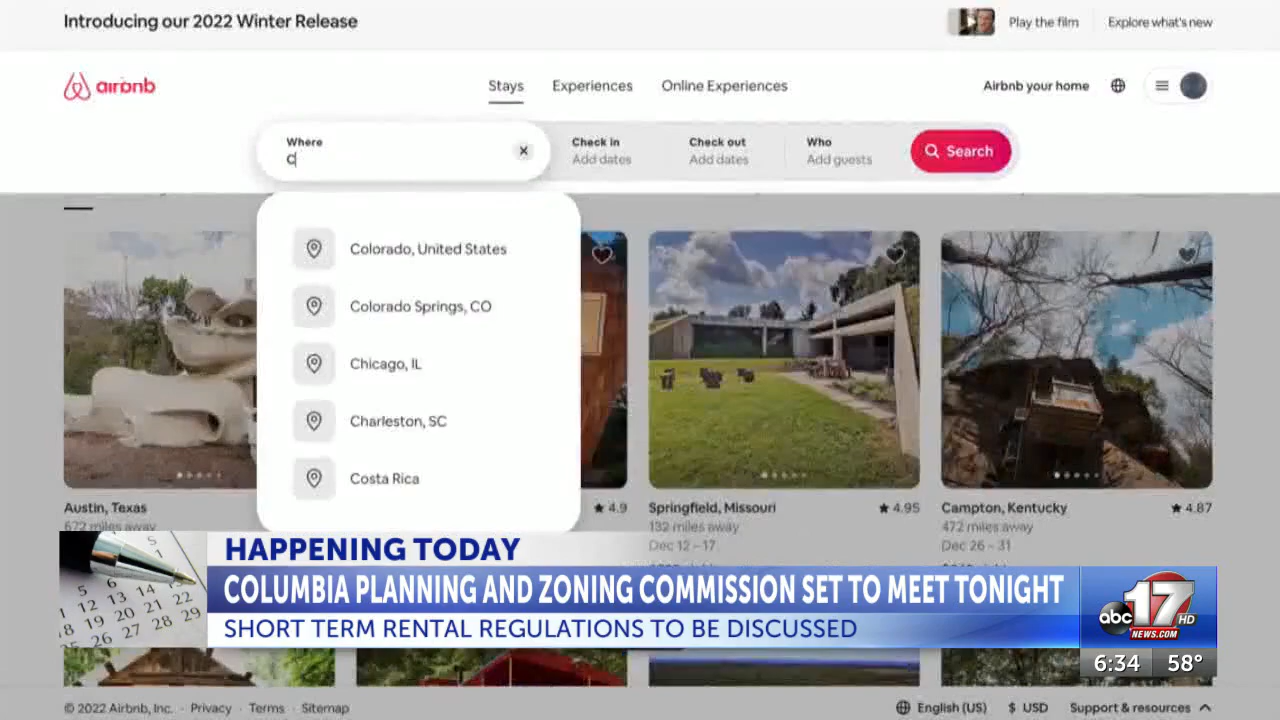 Introducing our 2022 Winter Release
Play the film
Explore what's new
airbnb
Stays
Experiences
Online Experiences
Airbnb your home
Where
C
Check in
Add dates
Check out
Add dates
Who
Add guests
Search
Colorado, United States
Colorado Springs, CO
Chicago, IL
Charleston, SC
Costa Rica
Austin, Texas
672 miles away
4.9
Springfield, Missouri
4.95
132 miles away
Dec 12 – 17
Campton, Kentucky
4.87
472 miles away
Dec 26 – 31
HAPPENING TODAY
COLUMBIA PLANNING AND ZONING COMMISSION SET TO MEET TONIGHT
SHORT TERM RENTAL REGULATIONS TO BE DISCUSSED
abc 17 HD
NEWS.COM
6:34 58°
© 2022 Airbnb, Inc. · Privacy · Terms · Sitemap
English (US) $ USD Support & resources